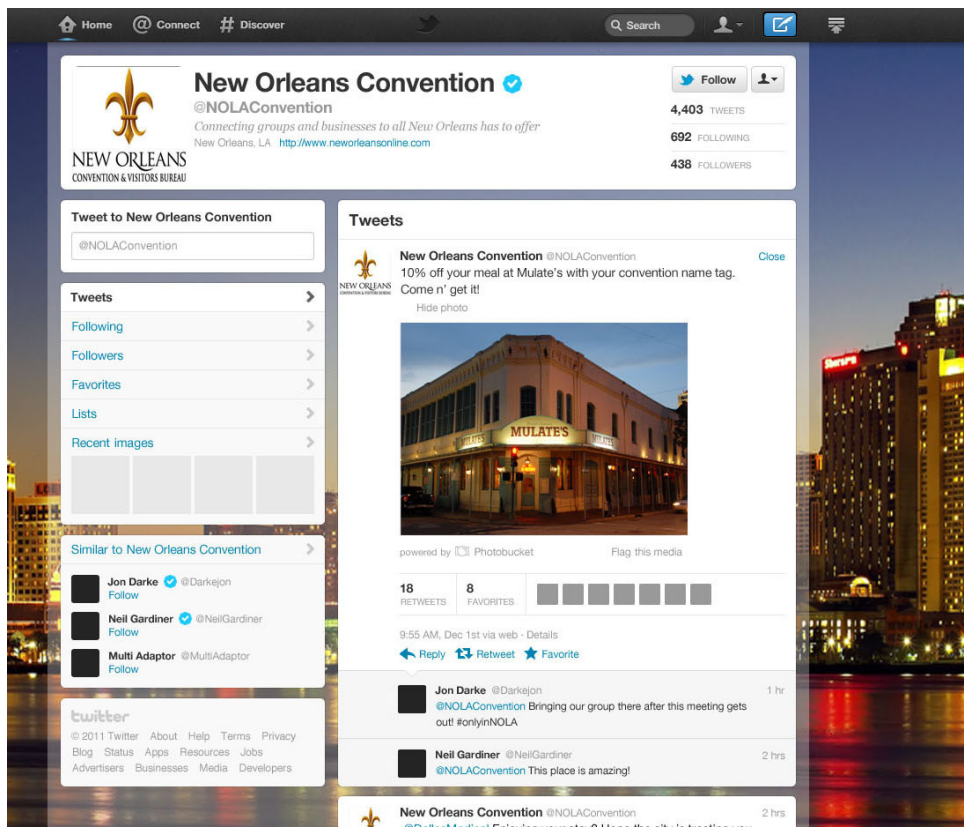 Home @ Connect # Discover
Search
New Orleans Convention
@NOLAConvention
Connecting groups and businesses to all New Orleans has to offer
New Orleans, LA http://www.neworleansonline.com
NEW ORLEANS
CONVENTION & VISITORS BUREAU
Follow
4,403 TWEETS
692 FOLLOWING
438 FOLLOWERS
Tweet to New Orleans Convention
@NOLAConvention
Tweets
Following
Followers
Favorites
Lists
Recent images
Similar to New Orleans Convention
Jon Darke @Darkejon
Follow
Neil Gardiner @NeilGardiner
Follow
Multi Adaptor @MultiAdaptor
Follow
twitter
© 2011 Twitter About Help Terms Privacy
Blog Status Apps Resources Jobs
Advertisers Businesses Media Developers
Tweets
NEW ORLEANS
CONVENTION & VISITORS BUREAU
New Orleans Convention @NOLAConvention Close
10% off your meal at Mulate's with your convention name tag.
Come n' get it!
Hide photo
MULATE'S MULATE'S MULATE'S
powered by Photobucket Flag this media
18 RETWEETS
8 FAVORITES
9:55 AM, Dec 1st via web · Details
Reply Retweet Favorite
Jon Darke @Darkejon 1 hr
@NOLAConvention Bringing our group there after this meeting gets
out! #onlyinNOLA
Neil Gardiner @NeilGardiner 2 hrs
@NOLAConvention This place is amazing!
New Orleans Convention @NOLAConvention 2 hrs
Sheraton